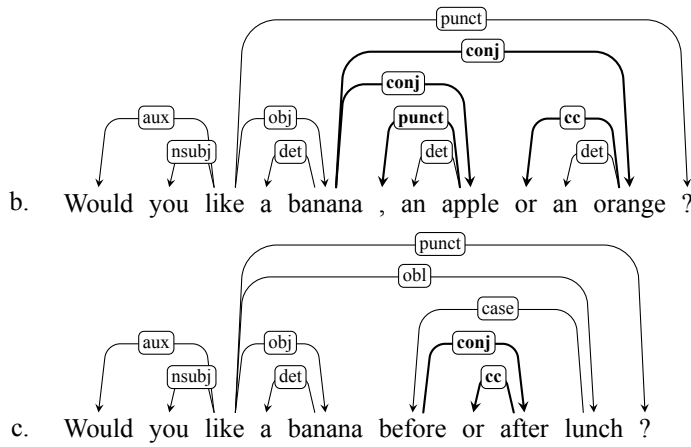 punct
conj
conj
aux obj punct cc
nsubj det det det
b. Would you like a banana , an apple or an orange ?
punct
obl
case
aux obj conj
nsubj det cc
c. Would you like a banana before or after lunch ?